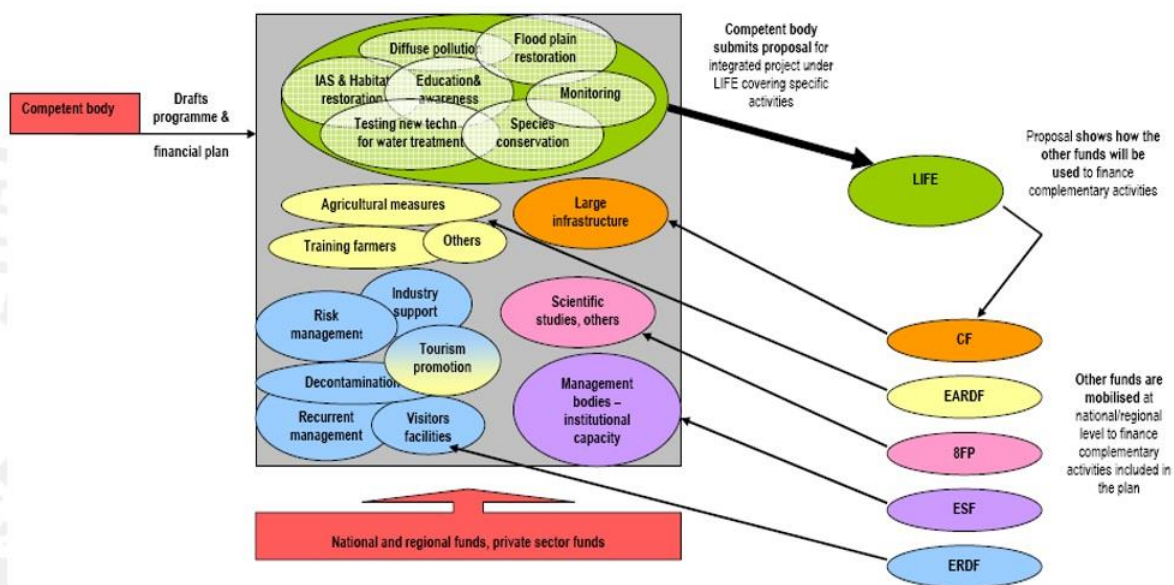 Competent body
Drafts
programme &
financial plan
Diffuse pollution
Flood plain
restoration
IAS & Habitat
restoration
Education&
awareness
Monitoring
Testing new techn
for water treatment
Species
conservation
Agricultural measures
Training farmers
Others
Large
infrastructure
Industry
support
Risk
management
Tourism
promotion
Decontamination
Recurrent
management
Visitors
facilities
Scientific
studies, others
Management
bodies –
institutional
capacity
National and regional funds, private sector funds
Competent body
submits proposal for
integrated project under
LIFE covering specific
activities
LIFE
Proposal shows how the
other funds will be
used to finance
complementary activities
CF
EARDF
8FP
ESF
ERDF
Other funds are
mobilised at
national/regional
level to finance
complementary
activities included in
the plan